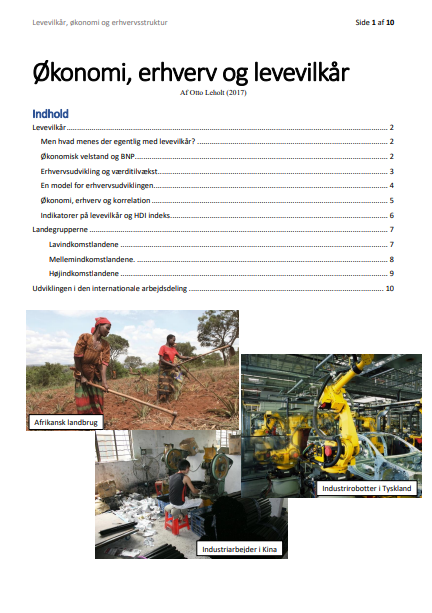 Levevilkår, økonomi og erhvervsstruktur Side 1 af 10
Økonomi, erhverv og levevilkår
Af Otto Leholt (2017)
Indhold
Levevilkår 2
Men hvad menes der egentlig med levevilkår? 2
Økonomisk velstand og BNP 2
Erhvervsudvikling og værditilvækst 3
En model for erhvervsudviklingen 4
Økonomi, erhverv og korrelation 5
Indikatorer på levevilkår og HDI indeks 6
Landegrupperne 7
Lavindkomstlandene 7
Mellemindkomstlandene. 8
Højindkomstlandene 9
Udviklingen i den internationale arbejdsdeling 10
Afrikansk landbrug
Industrirobotter i Tyskland
Industriarbejder i Kina